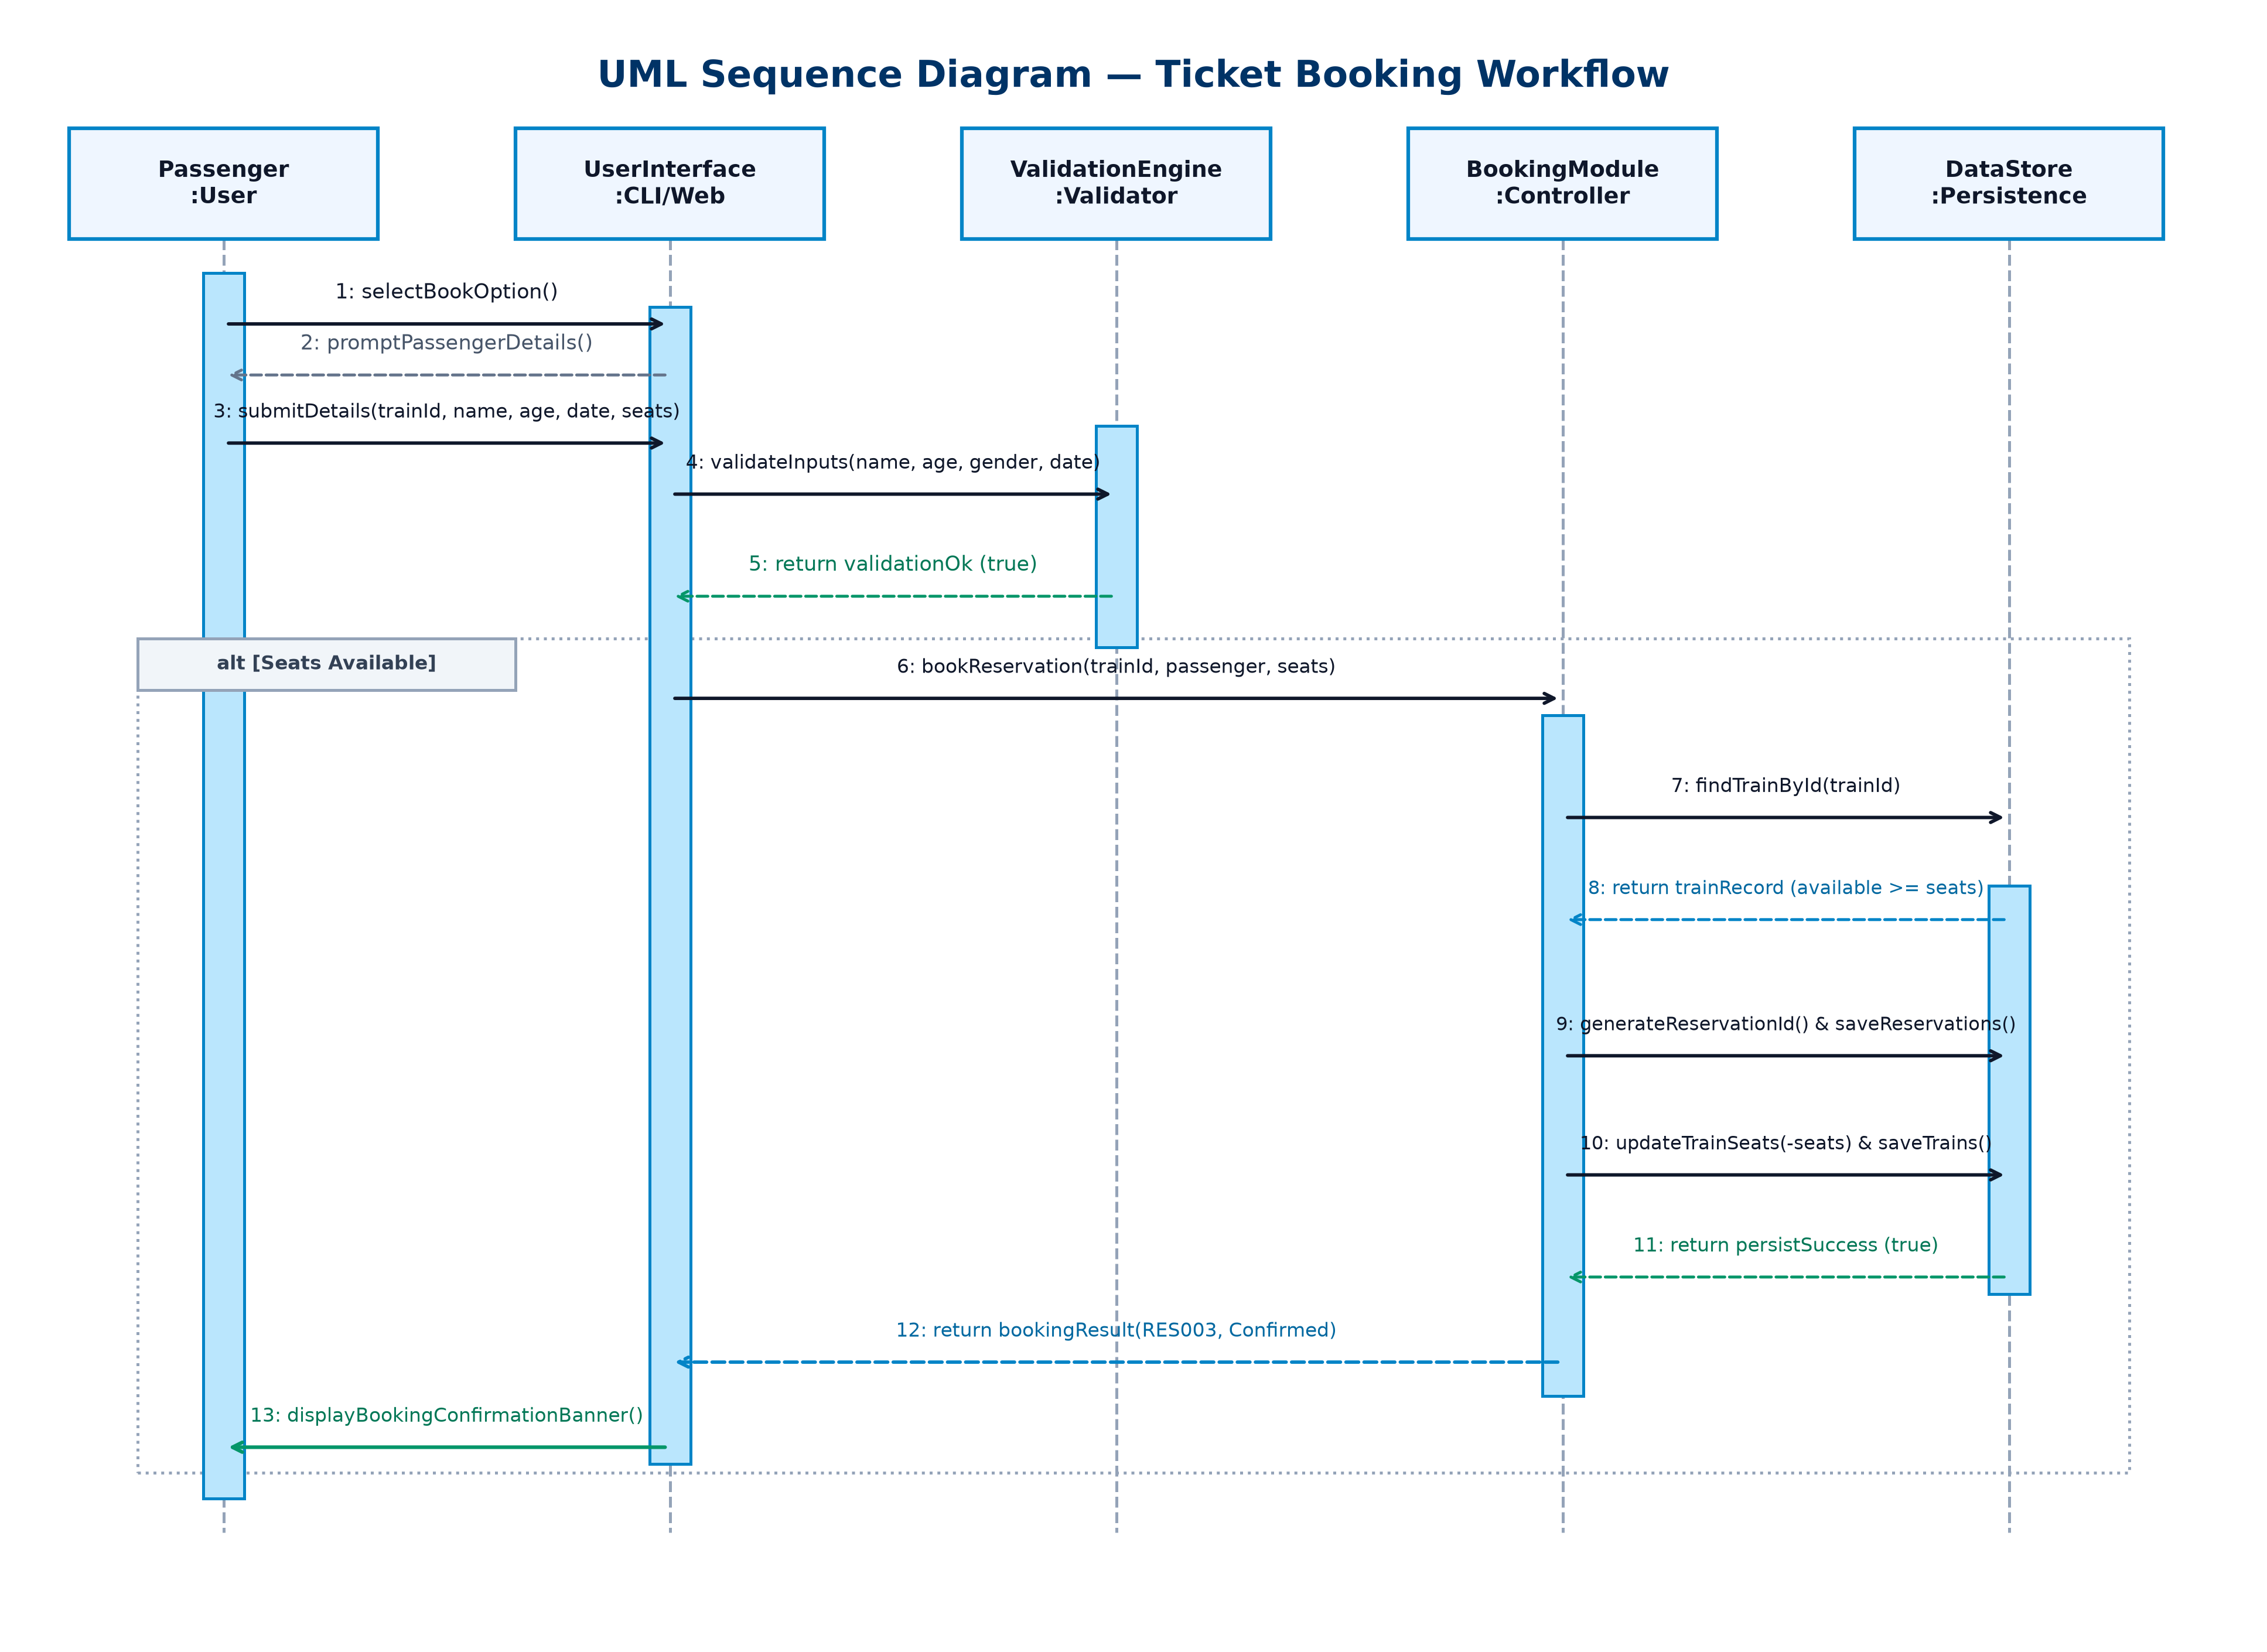 UML Sequence Diagram — Ticket Booking Workflow
Passenger
:User
UserInterface
:CLI/Web
ValidationEngine
:Validator
BookingModule
:Controller
DataStore
:Persistence
1: selectBookOption()
2: promptPassengerDetails()
3: submitDetails(trainId, name, age, date, seats)
4: validateInputs(name, age, gender, date)
5: return validationOk (true)
alt [Seats Available]
6: bookReservation(trainId, passenger, seats)
7: findTrainById(trainId)
8: return trainRecord (available >= seats)
9: generateReservationId() & saveReservations()
10: updateTrainSeats(-seats) & saveTrains()
11: return persistSuccess (true)
12: return bookingResult(RES003, Confirmed)
13: displayBookingConfirmationBanner()